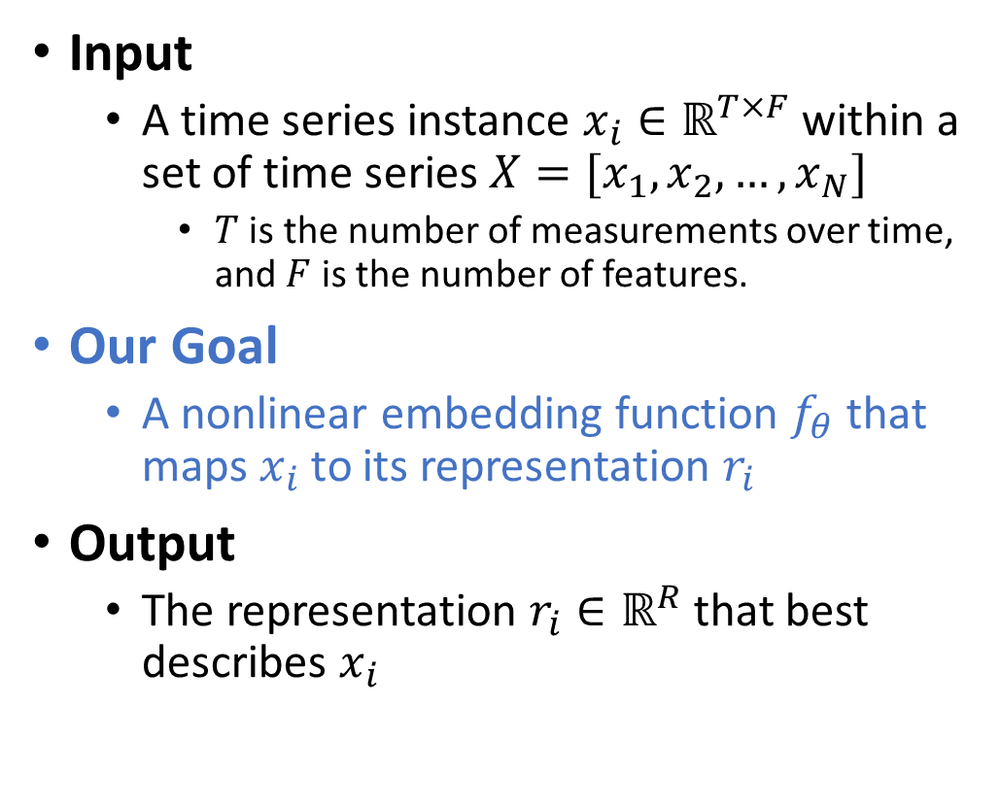 • Input
• A time series instance $x_i \in \mathbb{R}^{T \times F}$ within a
set of time series $X = [x_1, x_2, \ldots, x_N]$
• $T$ is the number of measurements over time,
and $F$ is the number of features.
• Our Goal
• A nonlinear embedding function $f_\theta$ that
maps $x_i$ to its representation $r_i$
• Output
• The representation $r_i \in \mathbb{R}^R$ that best
describes $x_i$